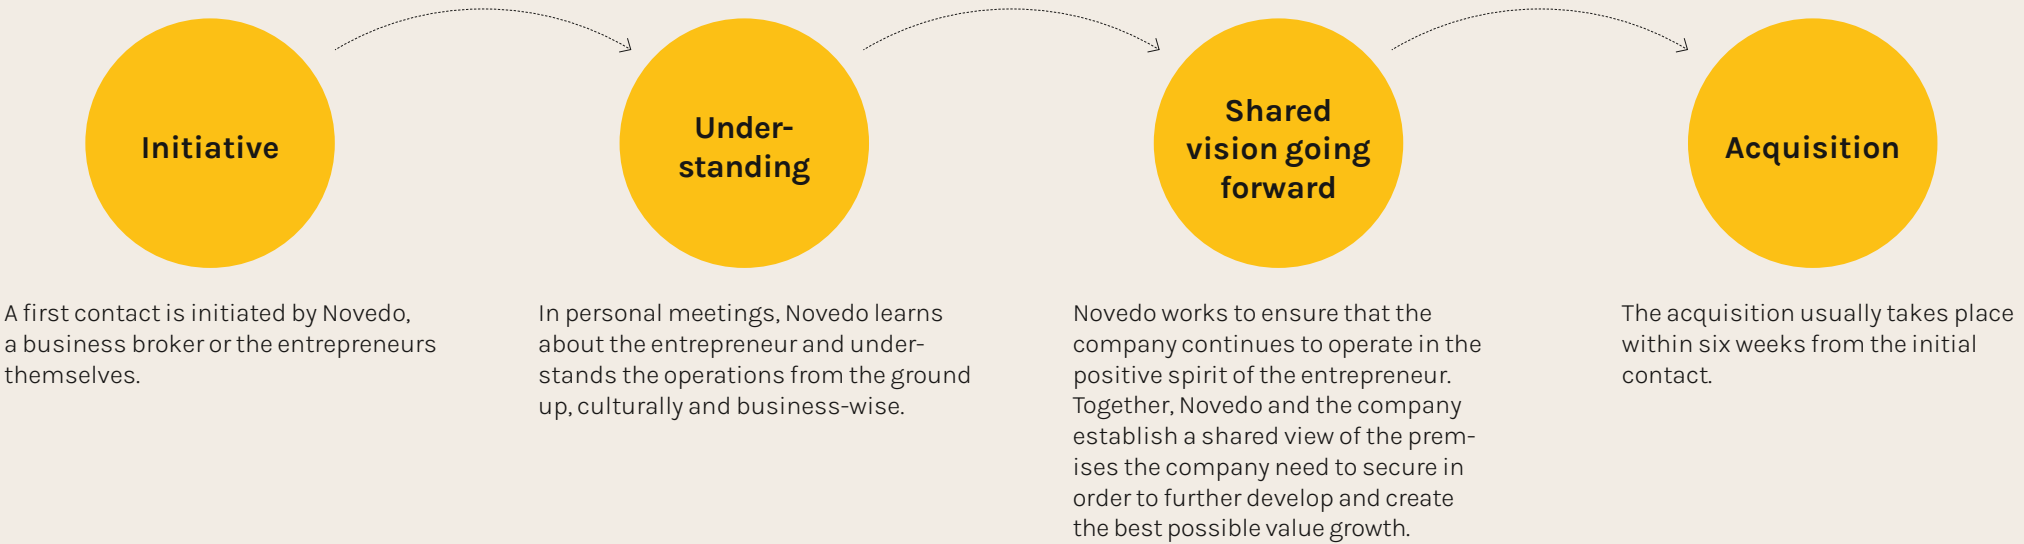 Initiative
Under-
standing
Shared
vision going
forward
Acquisition
A first contact is initiated by Novedo,
a business broker or the entrepreneurs
themselves.
In personal meetings, Novedo learns
about the entrepreneur and under-
stands the operations from the ground
up, culturally and business-wise.
Novedo works to ensure that the
company continues to operate in the
positive spirit of the entrepreneur.
Together, Novedo and the company
establish a shared view of the prem-
ises the company need to secure in
order to further develop and create
the best possible value growth.
The acquisition usually takes place
within six weeks from the initial
contact.